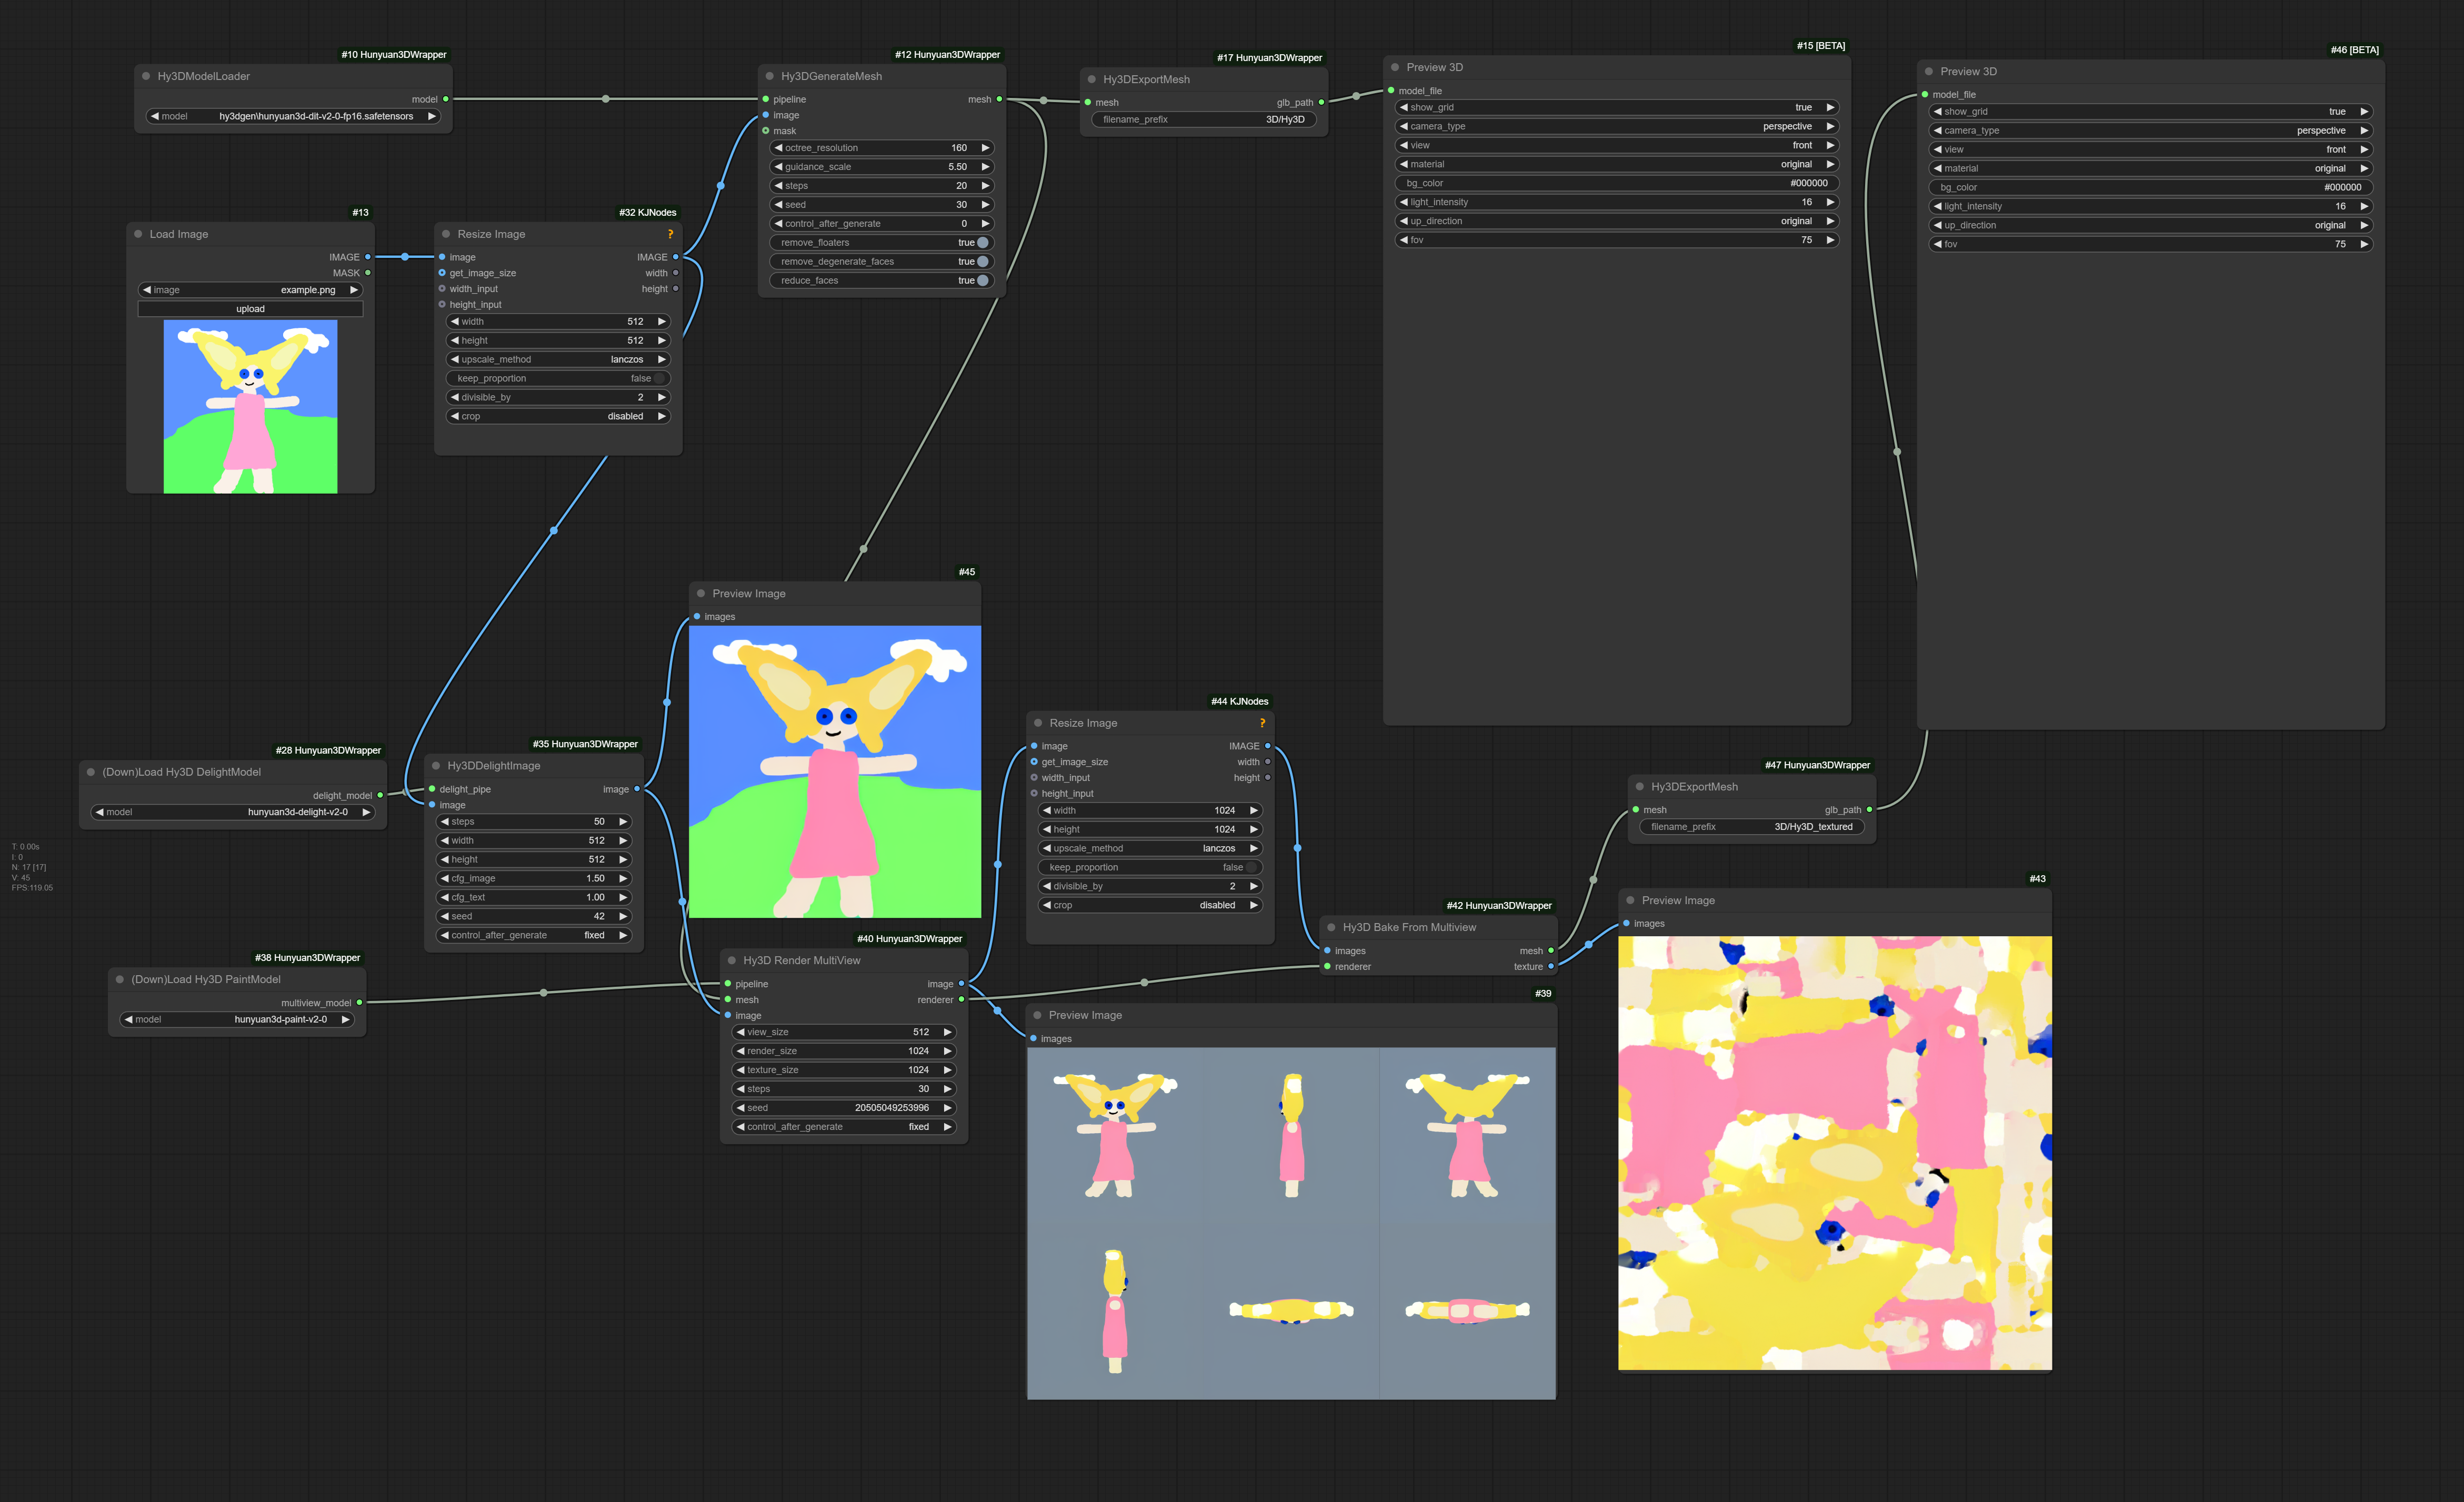 #10 Hunyuan3DWrapper
Hy3DModelLoader
model
model hy3dgen\hunyuan3d-dit-v2-0-fp16.safetensors
#12 Hunyuan3DWrapper
Hy3DGenerateMesh
pipeline mesh
image
mask
octree_resolution 160
guidance_scale 5.50
steps 20
seed 30
control_after_generate 0
remove_floaters true
remove_degenerate_faces true
reduce_faces true
#17 Hunyuan3DWrapper
Hy3DExportMesh
mesh glb_path
filename_prefix 3D/Hy3D
#15 [BETA]
Preview 3D
model_file
show_grid true
camera_type perspective
view front
material original
bg_color #000000
light_intensity 16
up_direction original
fov 75
#46 [BETA]
Preview 3D
model_file
show_grid true
camera_type perspective
view front
material original
bg_color #000000
light_intensity 16
up_direction original
fov 75
#13
Load Image
IMAGE
MASK
image example.png
upload
#32 KJNodes
Resize Image ?
image IMAGE
get_image_size width
width_input height
height_input
width 512
height 512
upscale_method lanczos
keep_proportion false
divisible_by 2
crop disabled
#45
Preview Image
images
#28 Hunyuan3DWrapper
(Down)Load Hy3D DelightModel
delight_model
model hunyuan3d-delight-v2-0
#35 Hunyuan3DWrapper
Hy3DDelightImage
delight_pipe image
image
steps 50
width 512
height 512
cfg_image 1.50
cfg_text 1.00
seed 42
control_after_generate fixed
T: 0.00s
I: 0
N: 17 [17]
V: 45
FPS:119.05
#38 Hunyuan3DWrapper
(Down)Load Hy3D PaintModel
multiview_model
model hunyuan3d-paint-v2-0
#40 Hunyuan3DWrapper
Hy3D Render MultiView
pipeline image
mesh renderer
image
view_size 512
render_size 1024
texture_size 1024
steps 30
seed 20505049253996
control_after_generate fixed
#44 KJNodes
Resize Image ?
image IMAGE
get_image_size width
width_input height
height_input
width 1024
height 1024
upscale_method lanczos
keep_proportion false
divisible_by 2
crop disabled
#42 Hunyuan3DWrapper
Hy3D Bake From Multiview
images mesh
renderer texture
#39
Preview Image
images
#47 Hunyuan3DWrapper
Hy3DExportMesh
mesh glb_path
filename_prefix 3D/Hy3D_textured
#43
Preview Image
images